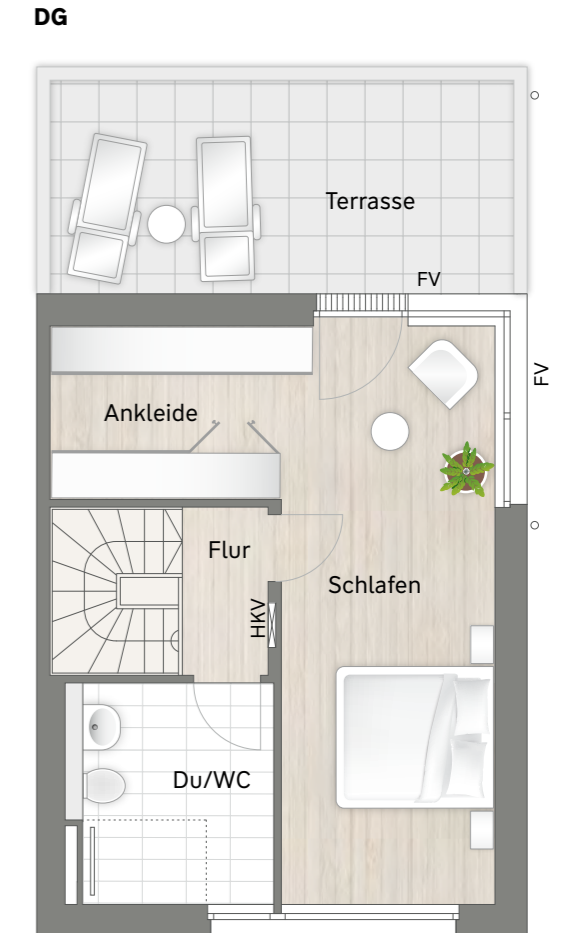 DG
Terrasse
FV
FV
Ankleide
Flur
Schlafen
HKV
Du/WC